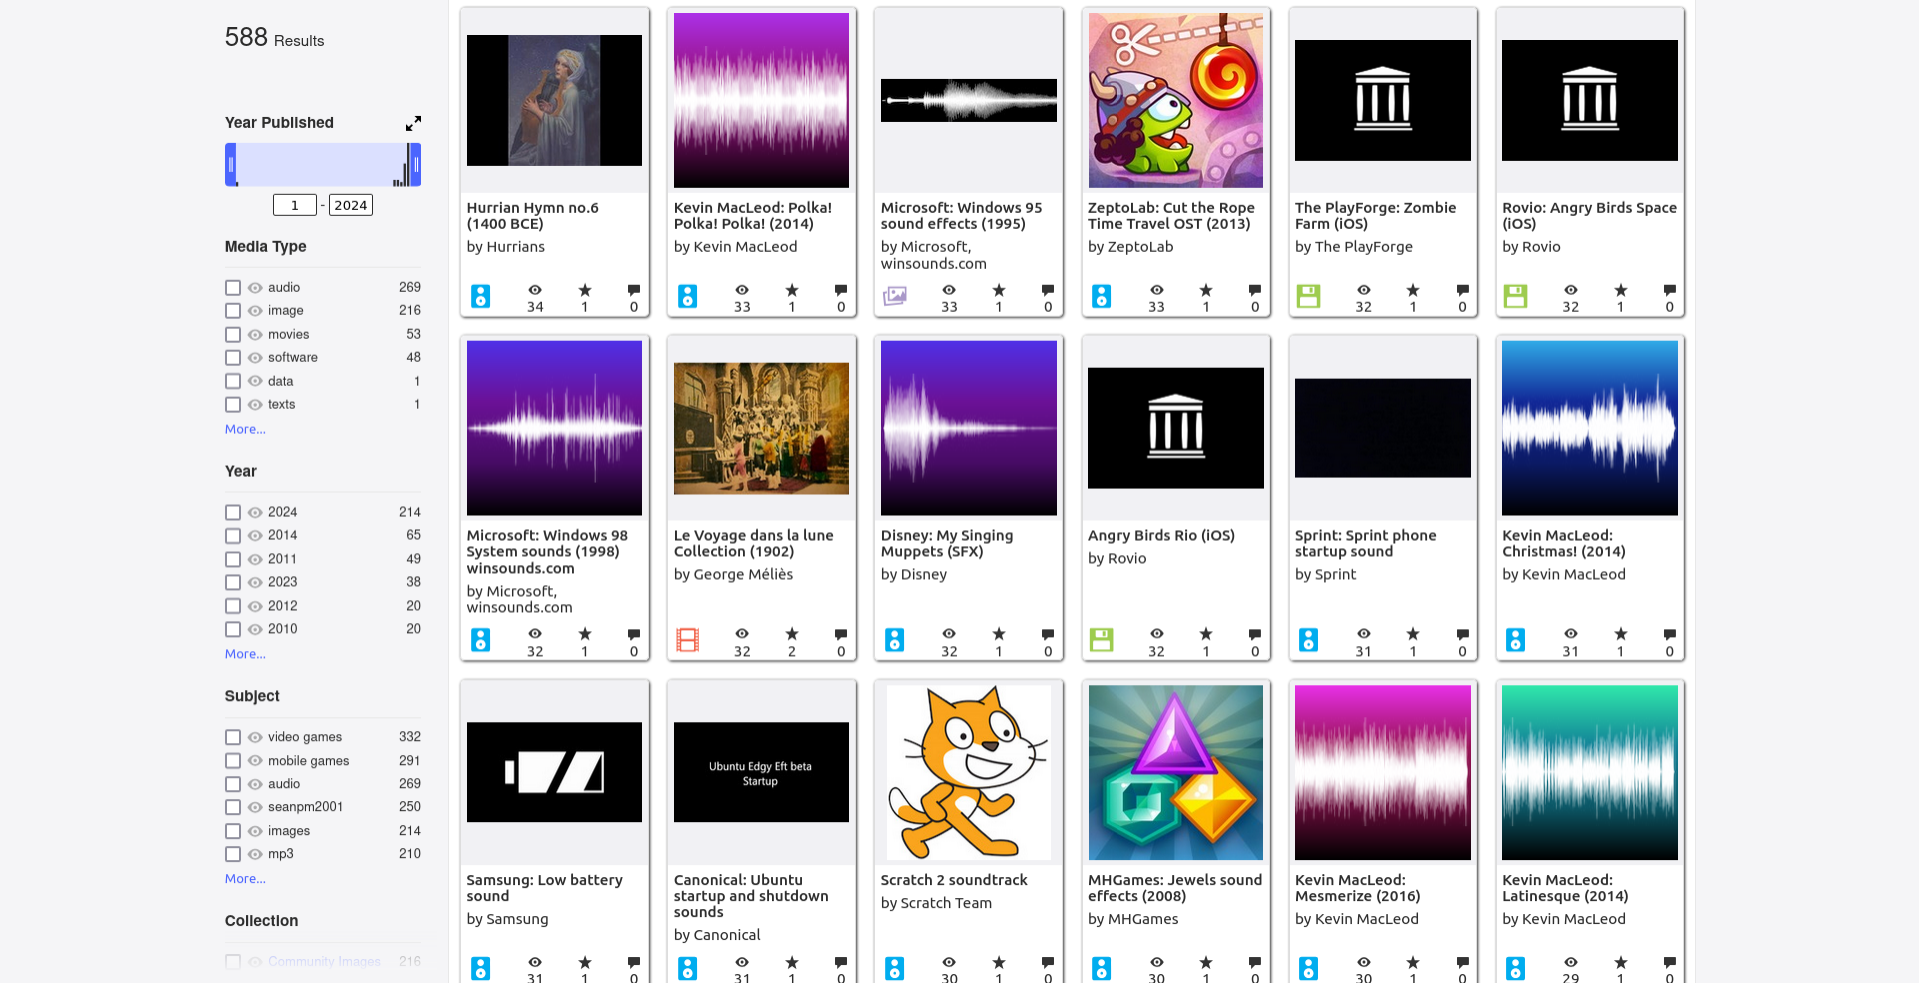 588 Results
Year Published
1 - 2024
Media Type
audio 269
image 216
movies 53
software 48
data 1
texts 1
More...
Year
2024 214
2014 65
2011 49
2023 38
2012 20
2010 20
More...
Subject
video games 332
mobile games 291
audio 269
seanpm2001 250
images 214
mp3 210
More...
Collection
Community Images 216
Hurrian Hymn no.6
(1400 BCE)
by Hurrians
34 1 0
Kevin MacLeod: Polka!
Polka! Polka! (2014)
by Kevin MacLeod
33 1 0
Microsoft: Windows 95
sound effects (1995)
by Microsoft,
winsounds.com
33 1 0
ZeptoLab: Cut the Rope
Time Travel OST (2013)
by ZeptoLab
33 1 0
The PlayForge: Zombie
Farm (iOS)
by The PlayForge
32 1 0
Rovio: Angry Birds Space
(iOS)
by Rovio
32 1 0
Microsoft: Windows 98
System sounds (1998)
winsounds.com
by Microsoft,
winsounds.com
32 1 0
Le Voyage dans la lune
Collection (1902)
by George Méliès
32 2 0
Disney: My Singing
Muppets (SFX)
by Disney
32 1 0
Angry Birds Rio (iOS)
by Rovio
32 1 0
Sprint: Sprint phone
startup sound
by Sprint
31 1 0
Kevin MacLeod:
Christmas! (2014)
by Kevin MacLeod
31 1 0
Samsung: Low battery
sound
by Samsung
31 1 0
Ubuntu Edgy Eft beta
Startup
Canonical: Ubuntu
startup and shutdown
sounds
by Canonical
31 1 0
Scratch 2 soundtrack
by Scratch Team
30 1 0
MHGames: Jewels sound
effects (2008)
by MHGames
30 1 0
Kevin MacLeod:
Mesmerize (2016)
by Kevin MacLeod
30 1 0
Kevin MacLeod:
Latinesque (2014)
by Kevin MacLeod
29 1 0